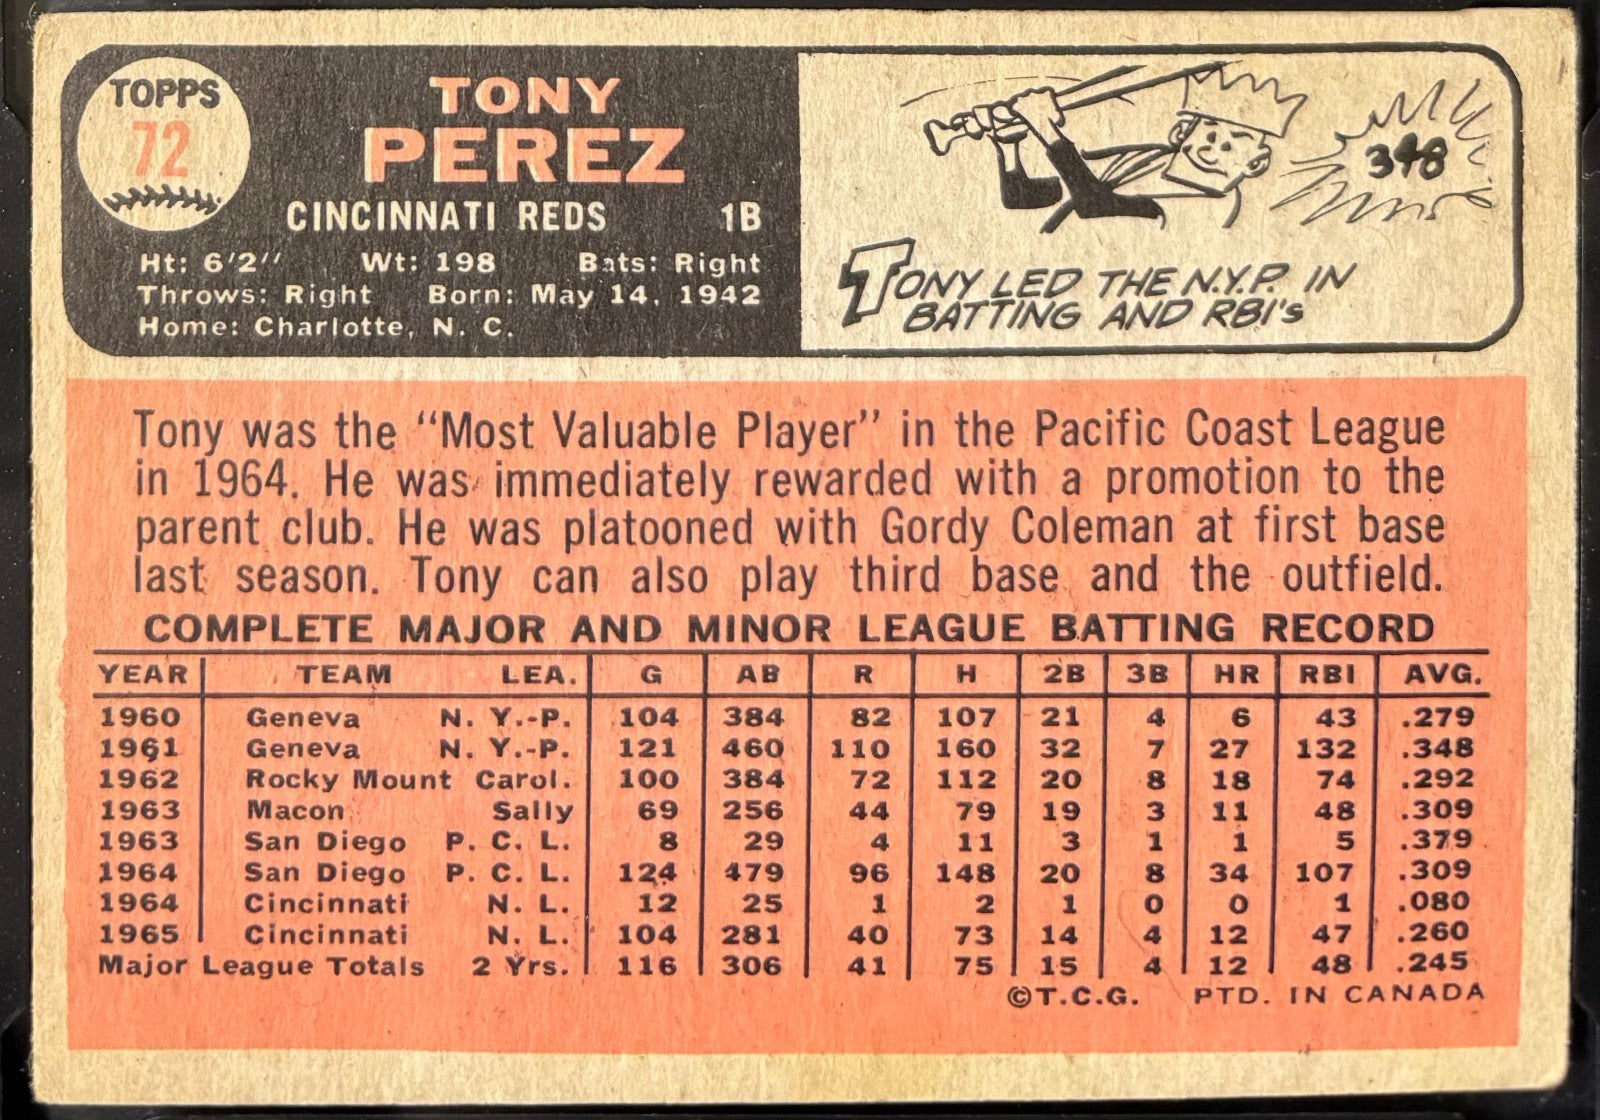 TOPPS
72
TONY
PEREZ
CINCINNATI REDS 1B
Ht: 6'2" Wt: 198 Bats: Right
Throws: Right Born: May 14, 1942
Home: Charlotte, N. C.
348
TONY LED THE N.Y.P. IN
BATTING AND RBI's
Tony was the "Most Valuable Player" in the Pacific Coast League
in 1964. He was immediately rewarded with a promotion to the
parent club. He was platooned with Gordy Coleman at first base
last season. Tony can also play third base and the outfield.
COMPLETE MAJOR AND MINOR LEAGUE BATTING RECORD
YEAR TEAM LEA. G AB R H 2B 3B HR RBI AVG.
1960 Geneva N. Y.-P. 104 384 82 107 21 4 6 43 .279
1961 Geneva N. Y.-P. 121 460 110 160 32 7 27 132 .348
1962 Rocky Mount Carol. 100 384 72 112 20 8 18 74 .292
1963 Macon Sally 69 256 44 79 19 3 11 48 .309
1963 San Diego P. C. L. 8 29 4 11 3 1 1 5 .379
1964 San Diego P. C. L. 124 479 96 148 20 8 34 107 .309
1964 Cincinnati N. L. 12 25 1 2 1 0 0 1 .080
1965 Cincinnati N. L. 104 281 40 73 14 4 12 47 .260
Major League Totals 2 Yrs. 116 306 41 75 15 4 12 48 .245
©T.C.G. PTD. IN CANADA